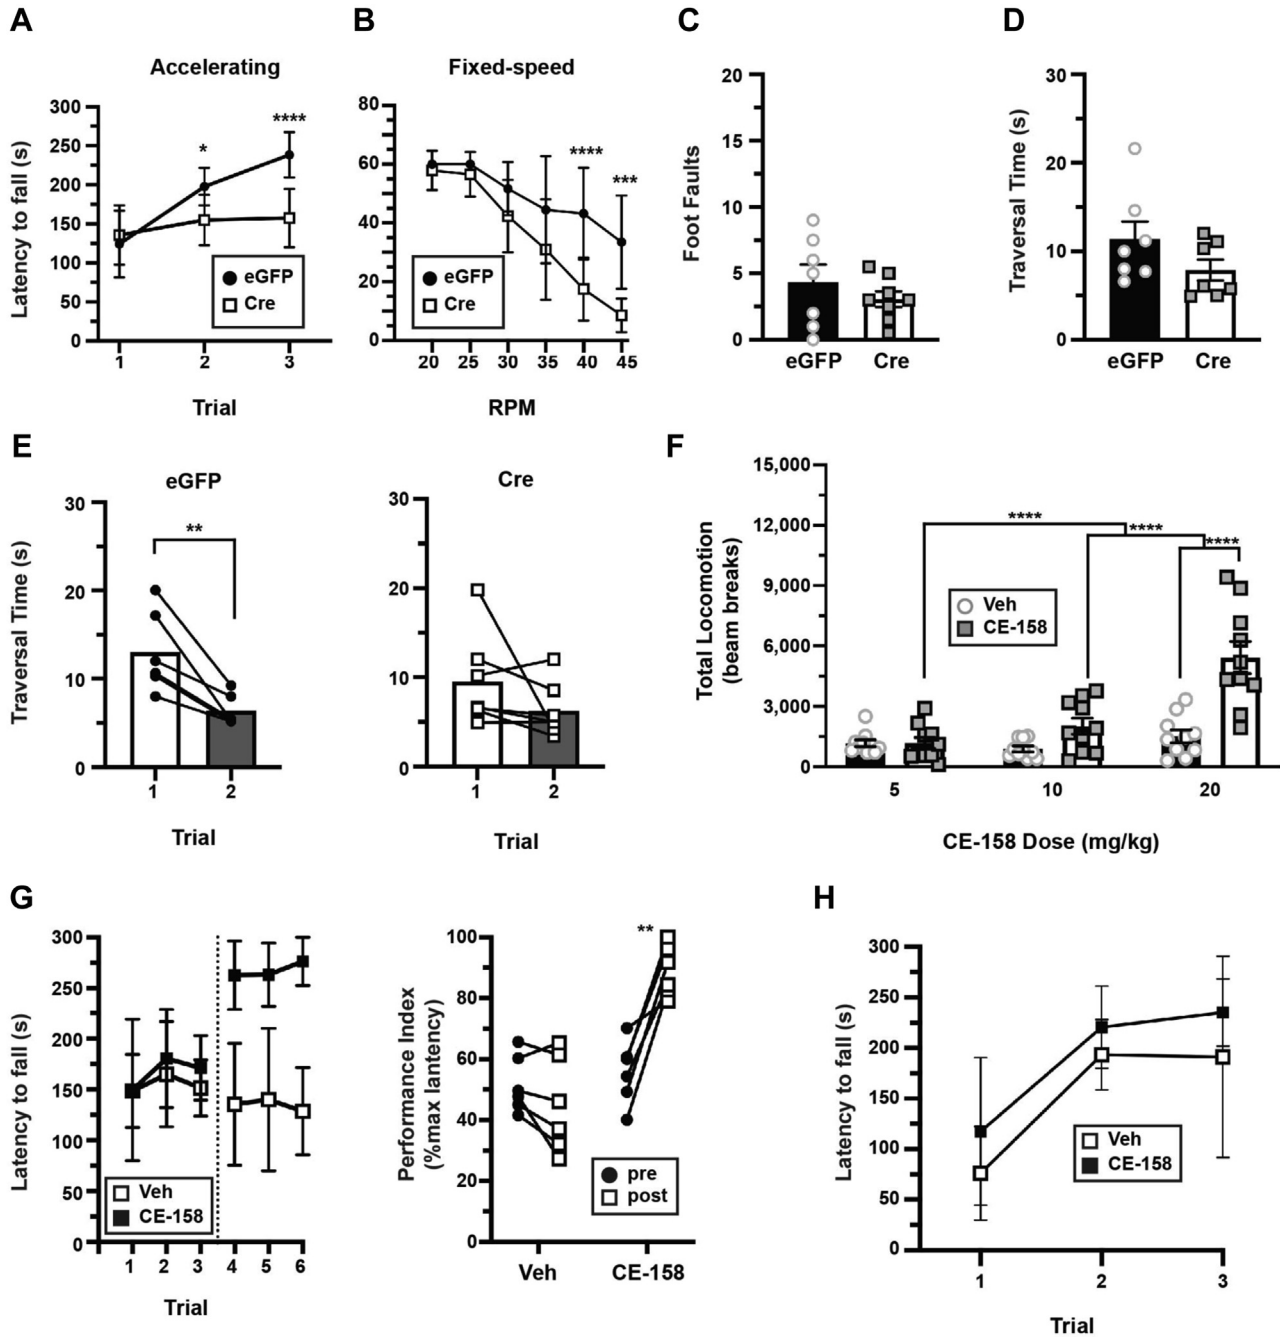 A
Accelerating
Latency to fall (s)
300
250
200
150
100
50
0
*
****
eGFP
Cre
1 2 3
Trial
B
Fixed-speed
80
60
40
20
0
****
***
eGFP
Cre
20 25 30 35 40 45
RPM
C
Foot Faults
20
15
10
5
0
eGFP Cre
D
Traversal Time (s)
30
20
10
0
eGFP Cre
E
eGFP
Traversal Time (s)
30
20
10
0
**
1 2
Trial
Cre
30
20
10
0
1 2
Trial
F
Total Locomotion
(beam breaks)
15,000
12,000
9,000
6,000
3,000
0
****
****
****
Veh
CE-158
5 10 20
CE-158 Dose (mg/kg)
G
Latency to fall (s)
300
250
200
150
100
50
0
Veh
CE-158
1 2 3 4 5 6
Trial
Performance Index
(%max lantency)
100
80
60
40
20
0
**
pre
post
Veh CE-158
H
Latency to fall (s)
300
250
200
150
100
50
0
Veh
CE-158
1 2 3
Trial